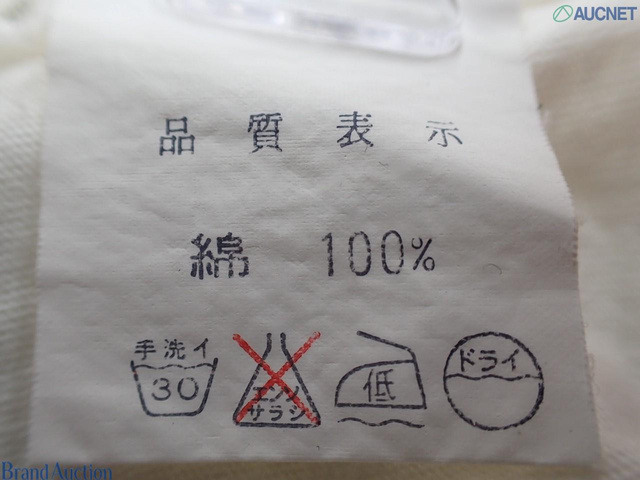 AUCNET
品質表示
綿 100%
手洗イ
30
エンソ
サラシ
低
ドライ
Brand Auction